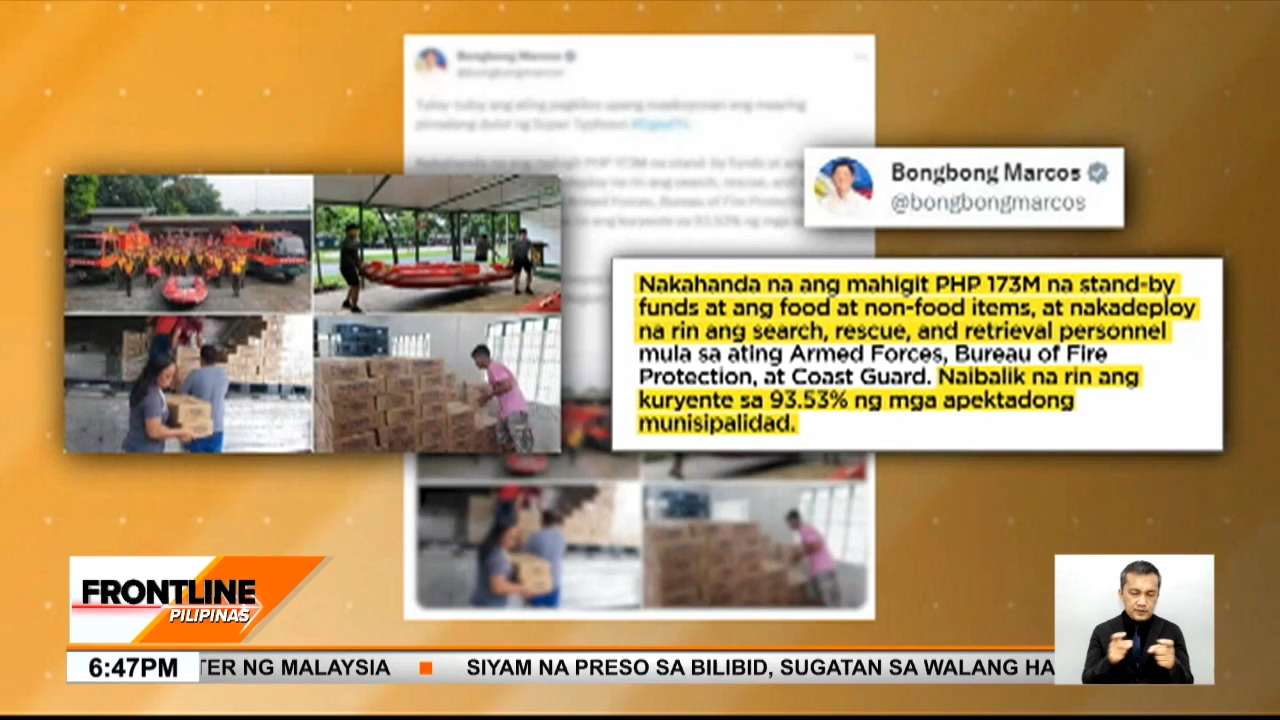 Bongbong Marcos
@bongbongmarcos
Bongbong Marcos
@bongbongmarcos
Nakahanda na ang mahigit PHP 173M na stand-by
funds at ang food at non-food items, at nakadeploy
na rin ang search, rescue, and retrieval personnel
mula sa ating Armed Forces, Bureau of Fire
Protection, at Coast Guard. Naibalik na rin ang
kuryente sa 93.53% ng mga apektadong
munisipalidad.
FRONTLINE
PILIPINAS
6:47PM TER NG MALAYSIA SIYAM NA PRESO SA BILIBID, SUGATAN SA WALANG HA